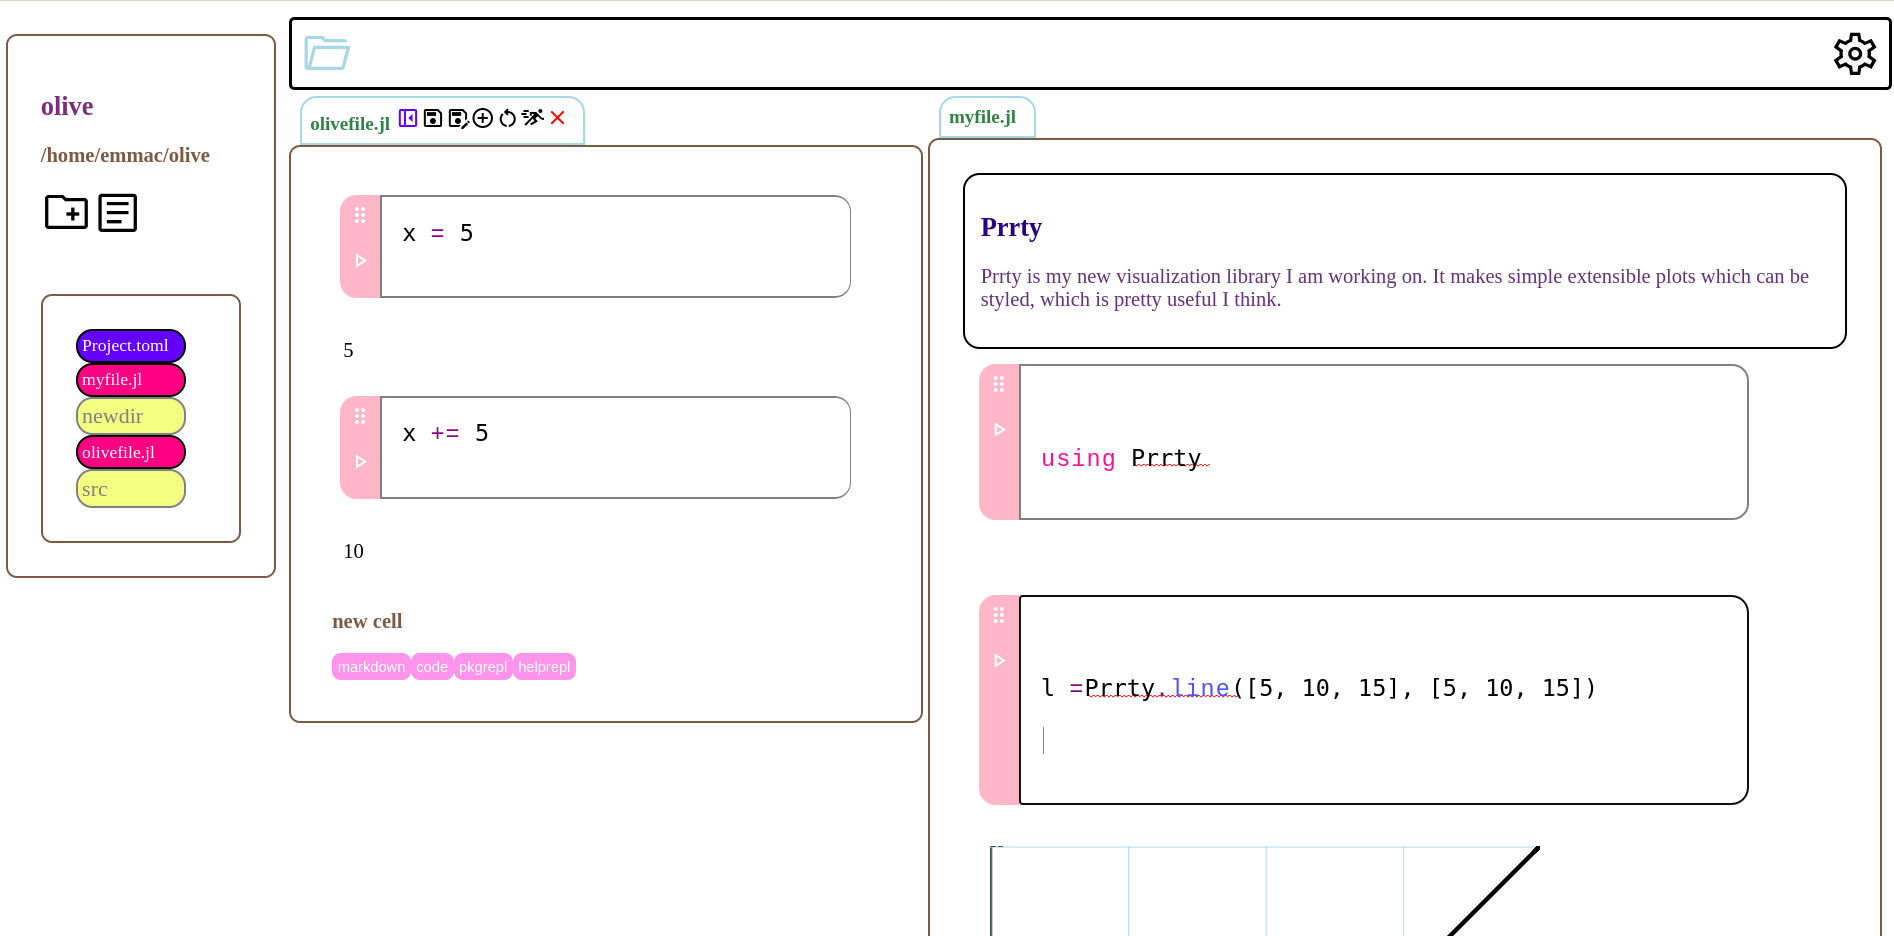 olive
/home/emmac/olive
Project.toml
myfile.jl
newdir
olivefile.jl
src
olivefile.jl
x = 5
5
x += 5
10
new cell
markdown code pkgrepl helprepl
myfile.jl
Prrty
Prrty is my new visualization library I am working on. It makes simple extensible plots which can be
styled, which is pretty useful I think.
using Prrty
l =Prrty.line([5, 10, 15], [5, 10, 15])